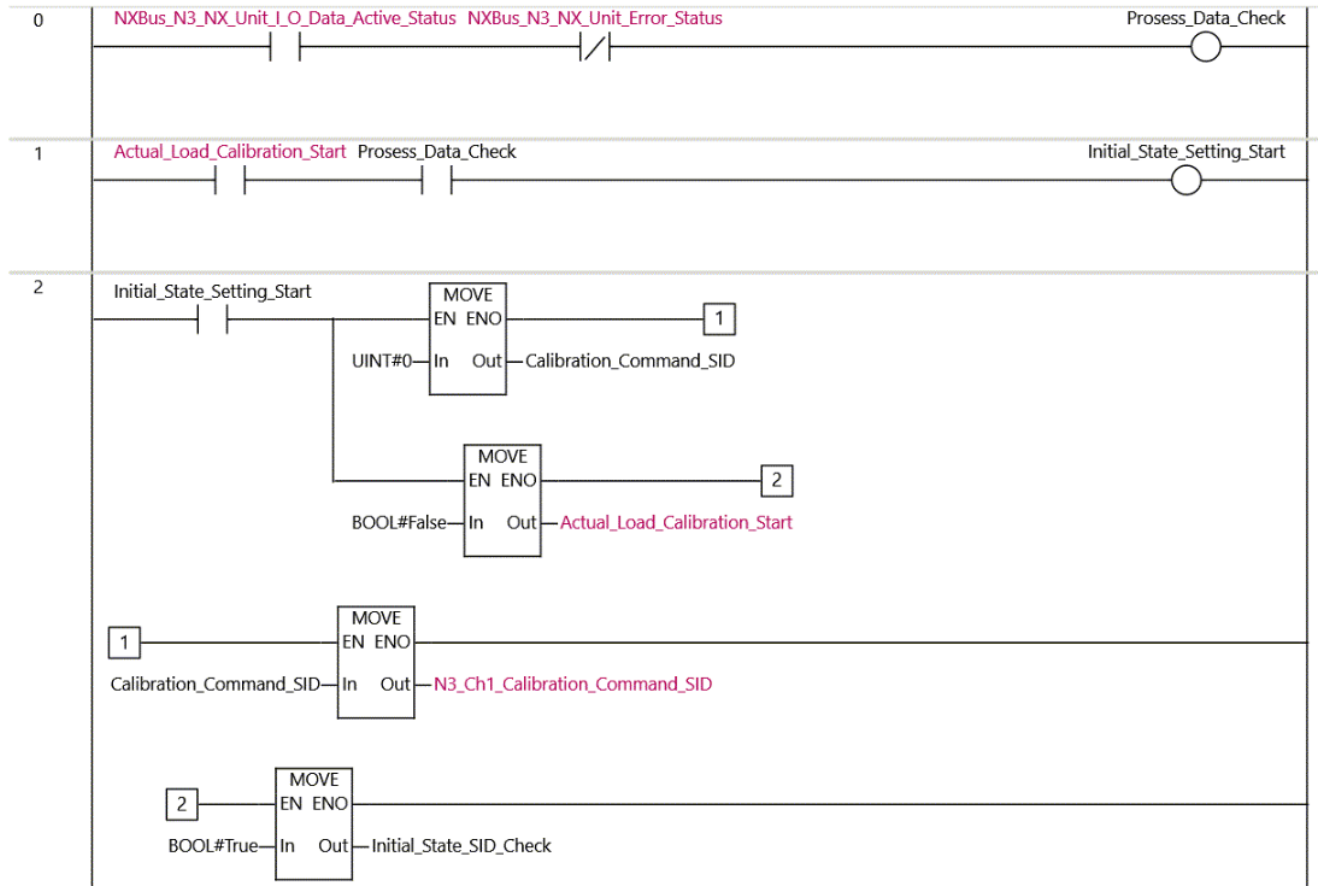 0
NXBus_N3_NX_Unit_I_O_Data_Active_Status NXBus_N3_NX_Unit_Error_Status Prosess_Data_Check
1
Actual_Load_Calibration_Start Prosess_Data_Check Initial_State_Setting_Start
2
Initial_State_Setting_Start
MOVE
EN ENO 1
UINT#0 In Out Calibration_Command_SID
MOVE
EN ENO 2
BOOL#False In Out Actual_Load_Calibration_Start
MOVE
1 EN ENO
Calibration_Command_SID In Out N3_Ch1_Calibration_Command_SID
MOVE
2 EN ENO
BOOL#True In Out Initial_State_SID_Check